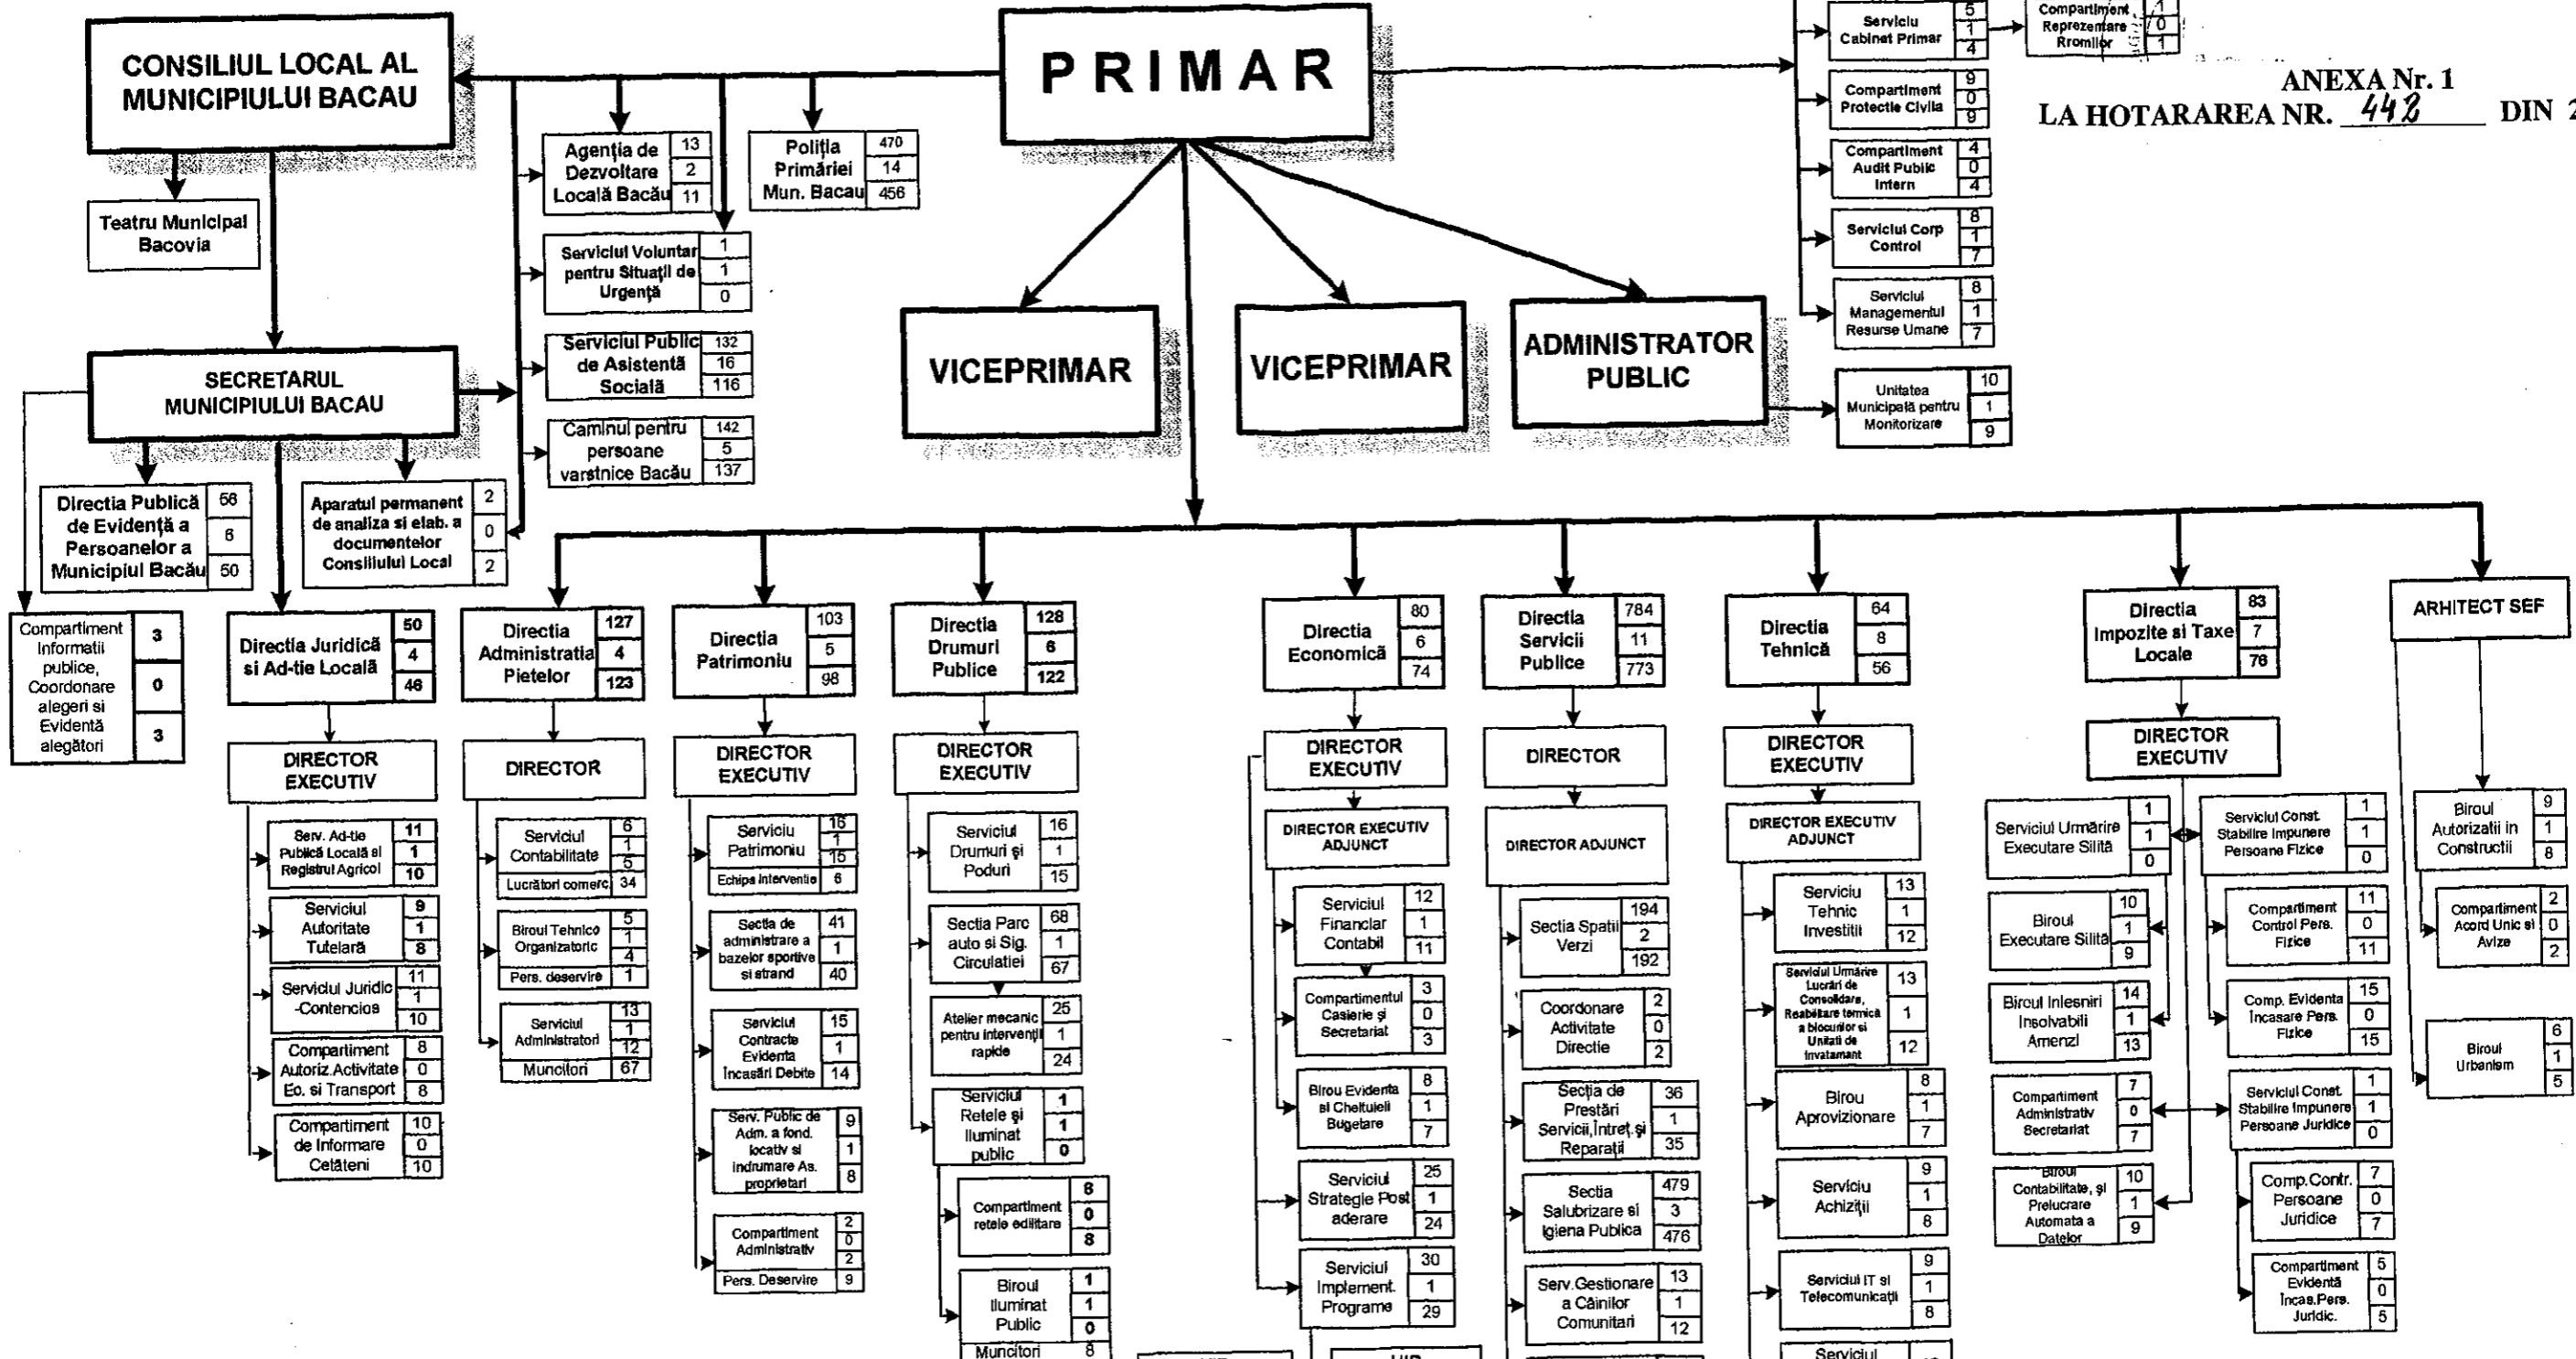 CONSILIUL LOCAL AL
MUNICIPIULUI BACAU
PRIMAR
Serviciu
Cabinet Primar
5
1
4
Compartiment
Reprezentare
Rromilor
1
0
1
ANEXA Nr. 1
LA HOTARAREA NR. 442 DIN 2
Compartiment
Protectie Civila
9
0
9
Compartiment
Audit Public
Intern
4
0
4
Serviciul Corp
Control
8
1
7
Serviciul
Managementul
Resurse Umane
8
1
7
Unitatea
Municipală pentru
Monitorizare
10
1
9
Teatru Municipal
Bacovia
Agenția de
Dezvoltare
Locală Bacău
13
2
11
Poliția
Primăriei
Mun. Bacau
470
14
456
Serviciul Voluntar
pentru Situații de
Urgență
1
1
0
Serviciul Public
de Asistentă
Socială
132
16
116
Caminul pentru
persoane
varstnice Bacău
142
5
137
VICEPRIMAR
VICEPRIMAR
ADMINISTRATOR
PUBLIC
SECRETARUL
MUNICIPIULUI BACAU
Directia Publică
de Evidență a
Persoanelor a
Municipiul Bacău
56
6
50
Aparatul permanent
de analiza si elab. a
documentelor
Consiliului Local
2
0
2
Compartiment
Informatii
publice,
Coordonare
alegeri si
Evidentă
alegători
3
0
3
Directia Juridică
si Ad-tie Locală
50
4
46
DIRECTOR
EXECUTIV
Serv. Ad-tie
Publică Locală si
Registrul Agricol
11
1
10
Serviciul
Autoritate
Tutelară
9
1
8
Serviciul Juridic
-Contencios
11
1
10
Compartiment
Autoriz.Activitate
Eo. si Transport
8
0
8
Compartiment
de Informare
Cetăteni
10
0
10
Directia
Administratia
Pietelor
127
4
123
DIRECTOR
Serviciul
Contabilitate
6
1
5
Lucrători comerc. 34
Biroul Tehnico
Organizatoric
5
1
4
Pers. deservire 1
Serviciul
Administratori
13
1
12
Muncitori 67
Directia
Patrimoniu
103
5
98
DIRECTOR
EXECUTIV
Serviciu
Patrimoniu
16
1
15
Echipa Interventie 6
Sectia de
administrare a
bazelor sportive
si strand
41
1
40
Serviciul
Contracte
Evidenta
Încasări Debite
15
1
14
Serv. Public de
Adm. a fond.
locativ si
indrumare As.
proprietari
9
1
8
Compartiment
Administrativ
2
0
2
Pers. Deservire 9
Directia
Drumuri
Publice
128
6
122
DIRECTOR
EXECUTIV
Serviciul
Drumuri și
Poduri
16
1
15
Sectia Parc
auto si Sig.
Circulatiei
68
1
67
Atelier mecanic
pentru intervenții
rapide
25
1
24
Serviciul
Retele și
Iluminat
public
1
1
0
Compartiment
retele edilitare
8
0
8
Biroul
Iluminat
Public
1
1
0
Muncitori 8
Directia
Economică
80
6
74
DIRECTOR
EXECUTIV
DIRECTOR EXECUTIV
ADJUNCT
Serviciul
Financiar
Contabil
12
1
11
Compartimentul
Casierie și
Secretariat
3
0
3
Birou Evidenta
si Cheltuieli
Bugetare
8
1
7
Serviciul
Strategie Post
aderare
25
1
24
Serviciul
Implement.
Programe
30
1
29
Directia
Servicii
Publice
784
11
773
DIRECTOR
DIRECTOR ADJUNCT
Sectia Spatii
Verzi
194
2
192
Coordonare
Activitate
Directie
2
0
2
Secția de
Prestări
Servicii,Întreț.și
Reparații
36
1
35
Sectia
Salubrizare si
Igiena Publica
479
3
476
Serv.Gestionare
a Câinilor
Comunitari
13
1
12
Directia
Tehnică
64
8
56
DIRECTOR
EXECUTIV
DIRECTOR EXECUTIV
ADJUNCT
Serviciu
Tehnic
Investitii
13
1
12
Serviciul Urmărire
Lucrări de
Consolidare,
Reabilitare termică
a blocurilor si
Unitati de
Invatamant
13
1
12
Birou
Aprovizionare
8
1
7
Serviciu
Achiziții
9
1
8
Serviciul IT si
Telecomunicații
9
1
8
Serviciul
Directia
Impozite si Taxe
Locale
83
7
76
DIRECTOR
EXECUTIV
Serviciul Urmărire
Executare Silită
1
1
0
Biroul
Executare Silită
10
1
9
Biroul Inlesniri
Insolvabili
Amenzi
14
1
13
Compartiment
Administrativ
Secretariat
7
0
7
Biroul
Contabilitate, și
Prelucrare
Automata a
Datelor
10
1
9
Serviciul Const.
Stabilire Impunere
Persoane Fizice
1
1
0
Compartiment
Control Pers.
Fizice
11
0
11
Comp. Evidenta
Încasare Pers.
Fizice
15
0
15
Serviciul Const.
Stabilire Impunere
Persoane Juridice
1
1
0
Comp.Contr.
Persoane
Juridice
7
0
7
Compartiment
Evidentă
Încas.Pers.
Juridic.
5
0
5
ARHITECT SEF
Biroul
Autorizatii in
Constructii
9
1
8
Compartiment
Acord Unic si
Avize
2
0
2
Biroul
Urbanism
6
1
5